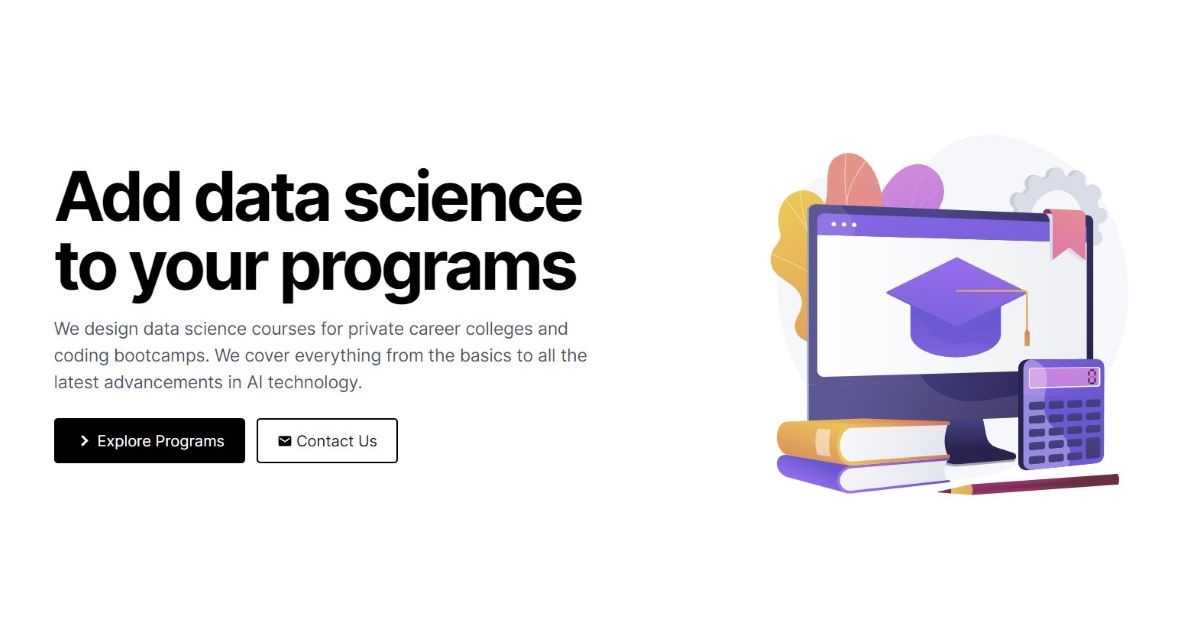 Add data science
to your programs
We design data science courses for private career colleges and
coding bootcamps. We cover everything from the basics to all the
latest advancements in AI technology.
Explore Programs
Contact Us
0